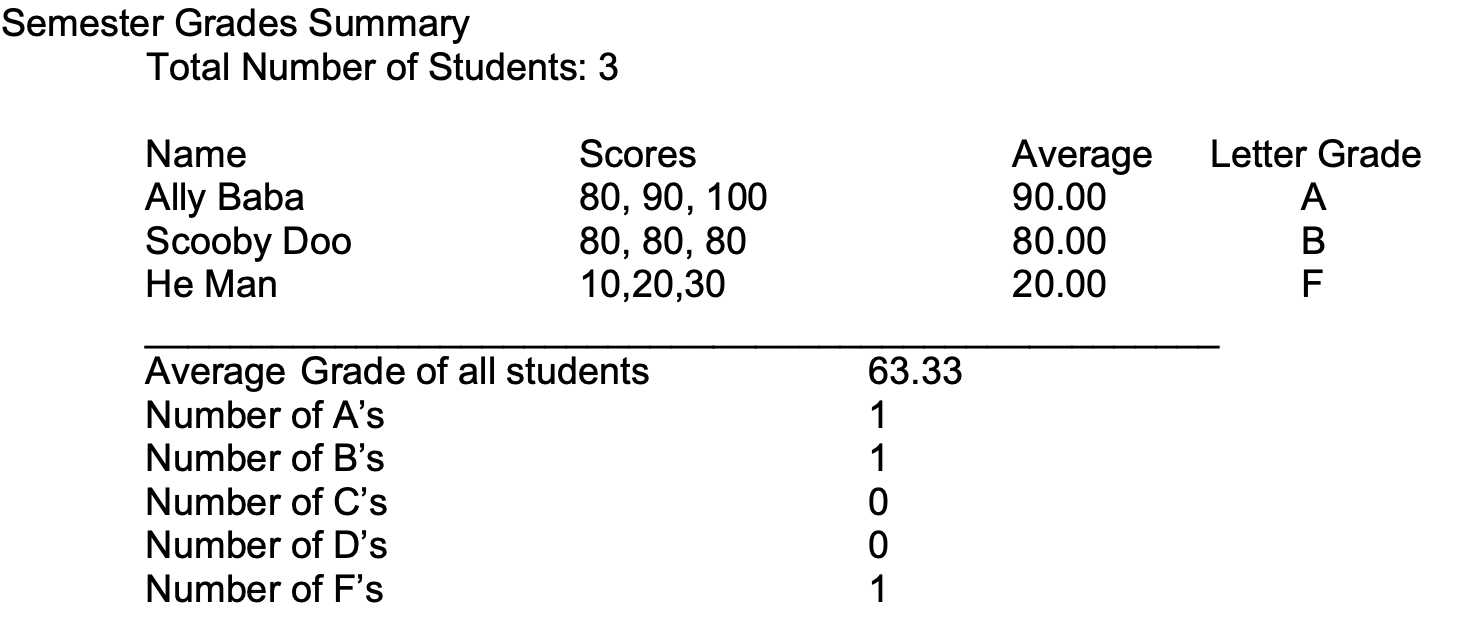 Semester Grades Summary
Total Number of Students: 3
Name Scores Average Letter Grade
Ally Baba 80, 90, 100 90.00 A
Scooby Doo 80, 80, 80 80.00 B
He Man 10,20,30 20.00 F
Average Grade of all students 63.33
Number of A’s 1
Number of B’s 1
Number of C’s 0
Number of D’s 0
Number of F’s 1